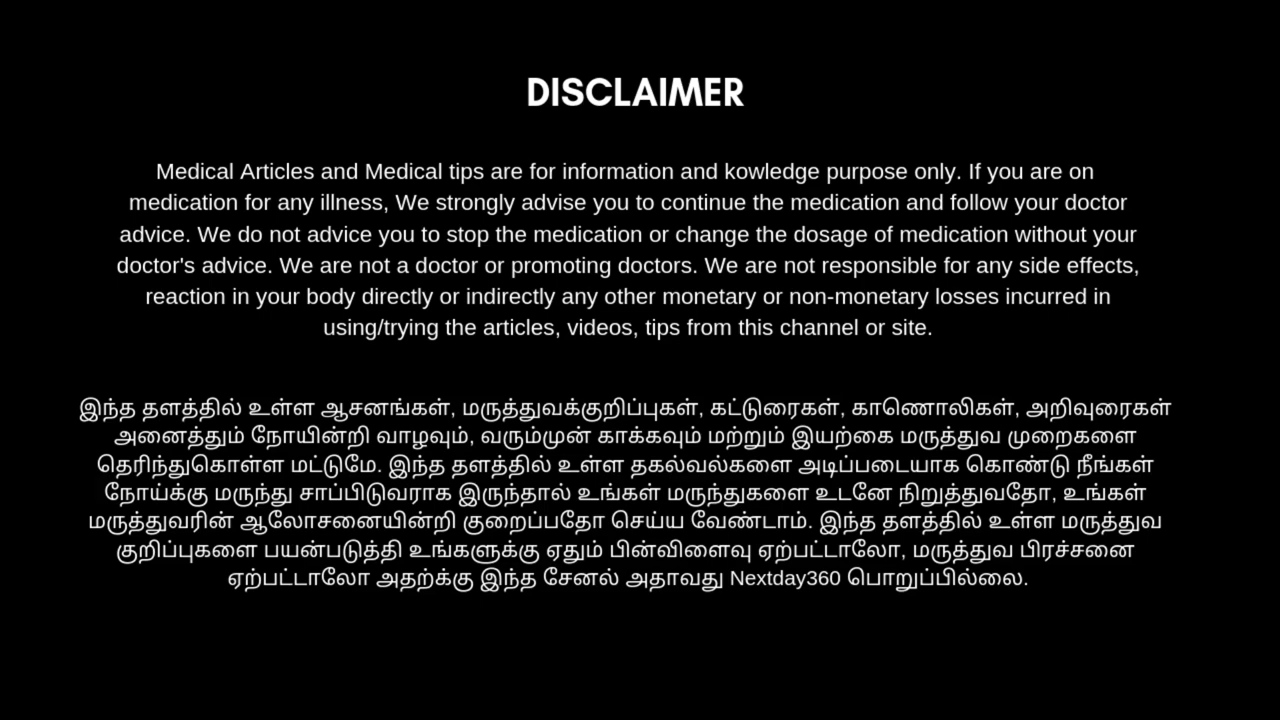 DISCLAIMER
Medical Articles and Medical tips are for information and kowledge purpose only. If you are on
medication for any illness, We strongly advise you to continue the medication and follow your doctor
advice. We do not advice you to stop the medication or change the dosage of medication without your
doctor's advice. We are not a doctor or promoting doctors. We are not responsible for any side effects,
reaction in your body directly or indirectly any other monetary or non-monetary losses incurred in
using/trying the articles, videos, tips from this channel or site.
இந்த தளத்தில் உள்ள ஆசனங்கள், மருத்துவக்குறிப்புகள், கட்டுரைகள், காணொலிகள், அறிவுரைகள்
அனைத்தும் நோயின்றி வாழவும், வரும்முன் காக்கவும் மற்றும் இயற்கை மருத்துவ முறைகளை
தெரிந்துகொள்ள மட்டுமே. இந்த தளத்தில் உள்ள தகல்வல்களை அடிப்படையாக கொண்டு நீங்கள்
நோய்க்கு மருந்து சாப்பிடுவராக இருந்தால் உங்கள் மருந்துகளை உடனே நிறுத்துவதோ, உங்கள்
மருத்துவரின் ஆலோசனையின்றி குறைப்பதோ செய்ய வேண்டாம். இந்த தளத்தில் உள்ள மருத்துவ
குறிப்புகளை பயன்படுத்தி உங்களுக்கு ஏதும் பின்விளைவு ஏற்பட்டாலோ, மருத்துவ பிரச்சனை
ஏற்பட்டாலோ அதற்க்கு இந்த சேனல் அதாவது Nextday360 பொறுப்பில்லை.